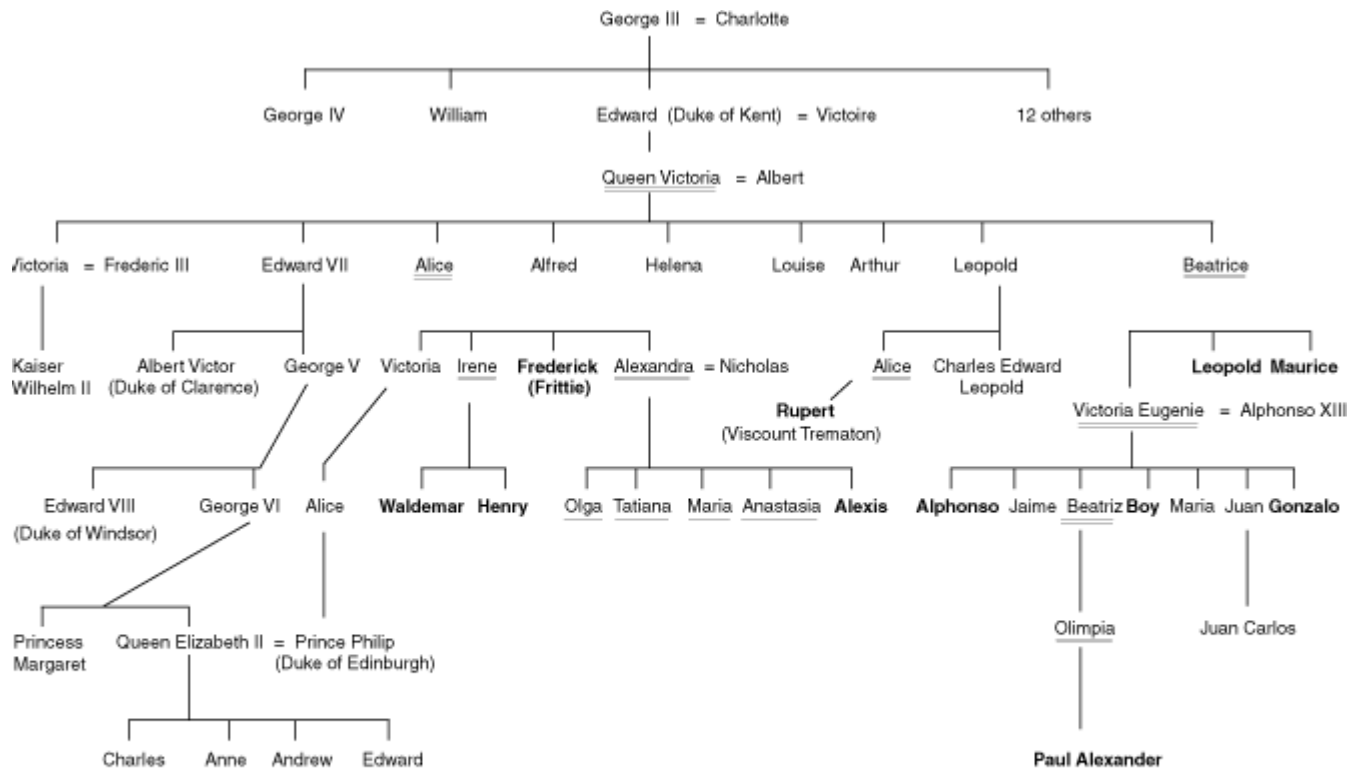 George III = Charlotte
George IV William Edward (Duke of Kent) = Victoire 12 others
Queen Victoria = Albert
ictoria = Frederic III Edward VII Alice Alfred Helena Louise Arthur Leopold Beatrice
Kaiser Albert Victor George V Victoria Irene Frederick Alexandra = Nicholas Alice Charles Edward Leopold Maurice
Wilhelm II (Duke of Clarence) (Frittie) Leopold
Rupert Victoria Eugenie = Alphonso XIII
(Viscount Trematon)
Edward VIII George VI Alice Waldemar Henry Olga Tatiana Maria Anastasia Alexis Alphonso Jaime Beatriz Boy Maria Juan Gonzalo
(Duke of Windsor)
Princess Queen Elizabeth II = Prince Philip Olimpia Juan Carlos
Margaret (Duke of Edinburgh)
Charles Anne Andrew Edward Paul Alexander